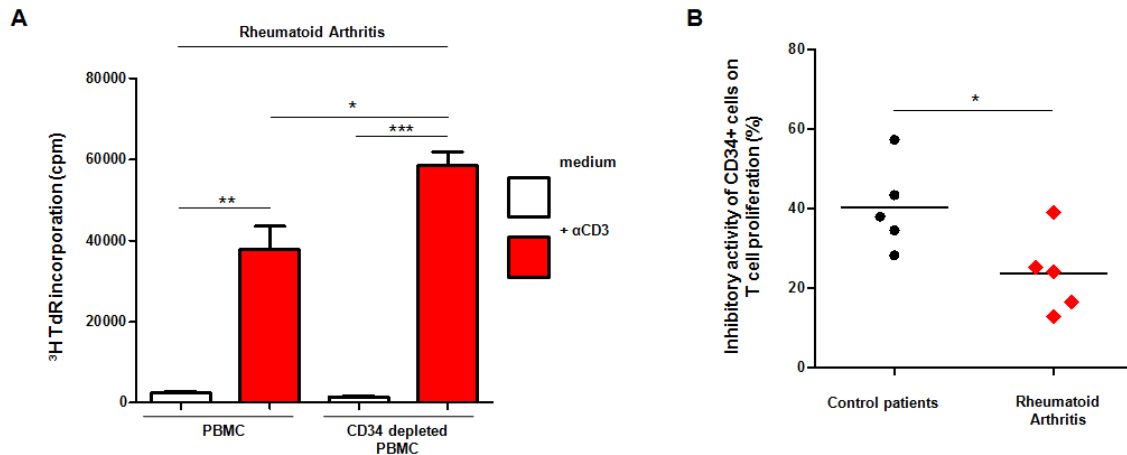 A
Rheumatoid Arthritis
³H TdR incorporation (cpm)
80000
60000
40000
20000
0
*
***
**
medium
+ αCD3
PBMC
CD34 depleted
PBMC
B
Inhibitory activity of CD34+ cells on
T cell proliferation (%)
80
60
40
20
0
*
Control patients
Rheumatoid
Arthritis